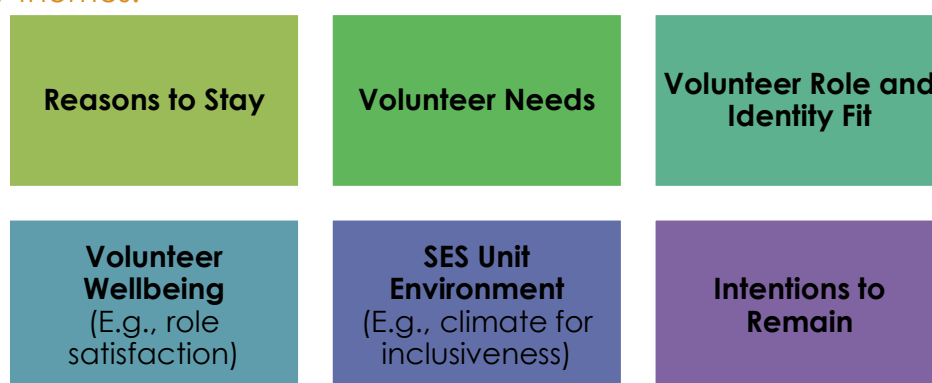 themes:
Reasons to Stay
Volunteer Needs
Volunteer Role and
Identity Fit
Volunteer
Wellbeing
(E.g., role
satisfaction)
SES Unit
Environment
(E.g., climate for
inclusiveness)
Intentions to
Remain